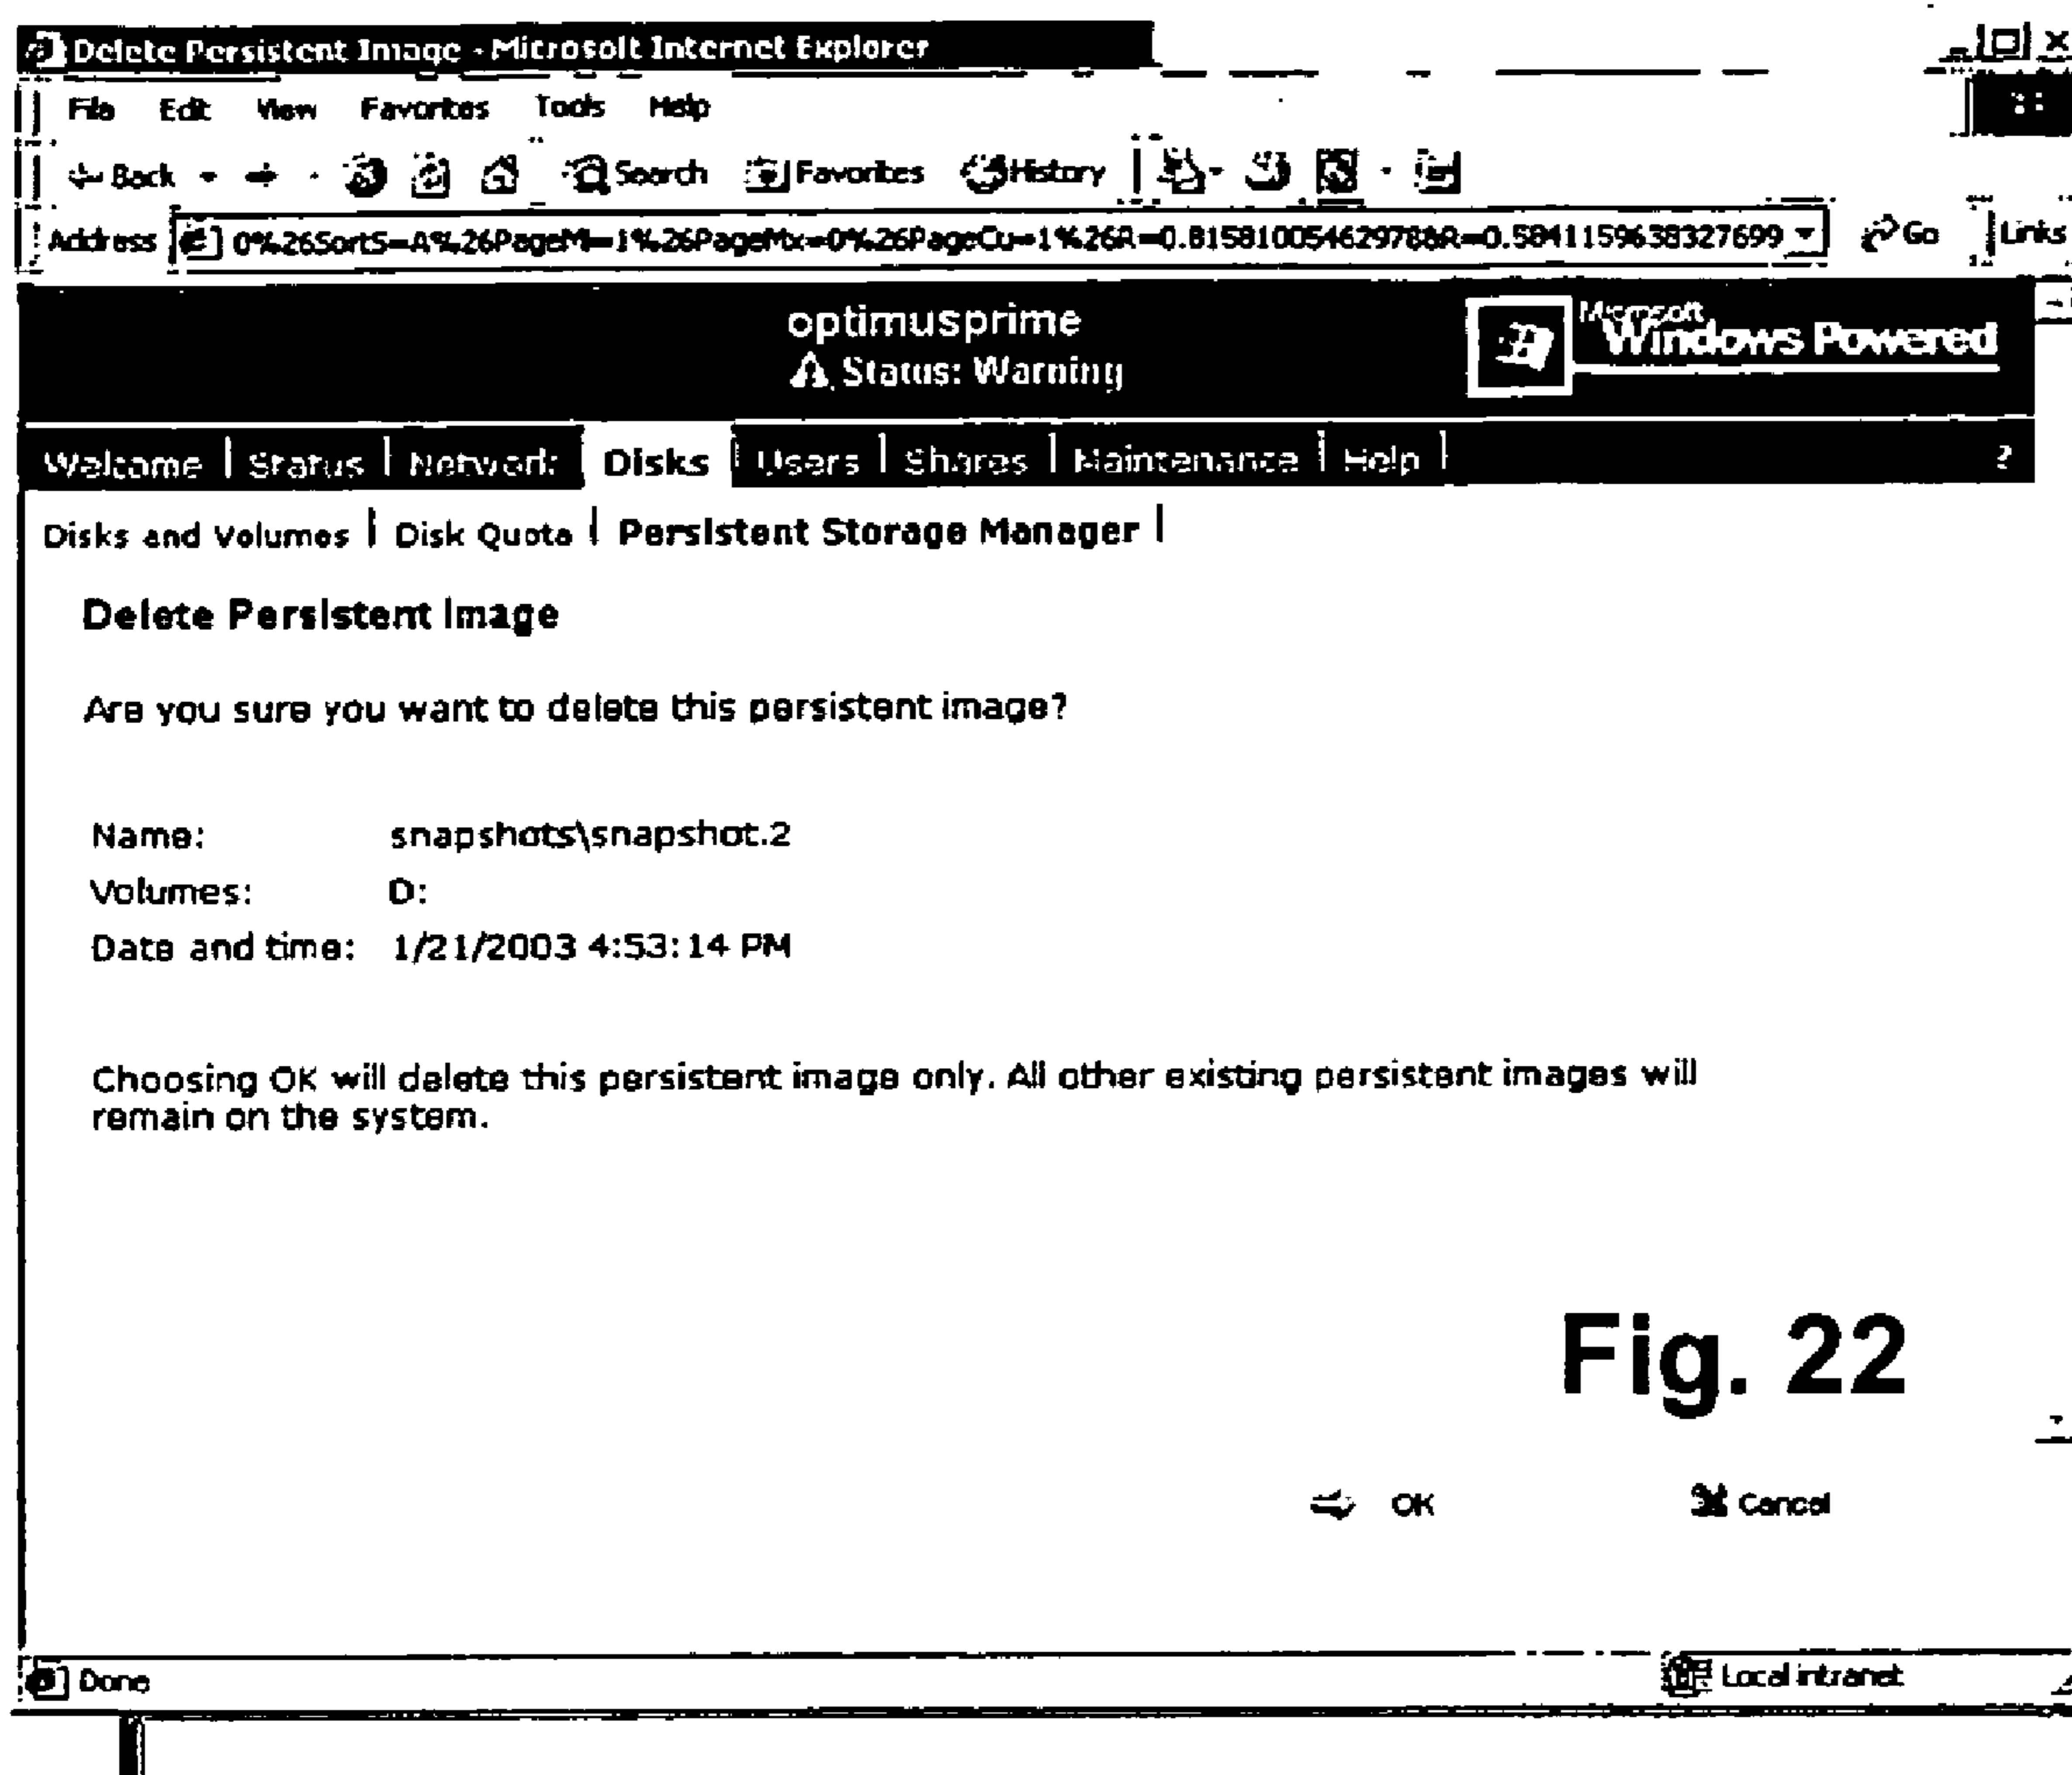 Delete Persistent Image - Microsoft Internet Explorer
File Edit View Favorites Tools Help
Back Search Favorites History
Address 0%26SortS=A%26PageMi=1%26PageMx=0%26PageCu=1%26R=0.815810054629788R=0.5841159638327699 Go Links
optimusprime
Microsoft
Windows Powered
Status: Warning
Welcome | Status | Network Disks | Users | Shares | Maintenance | Help | ?
Disks and Volumes | Disk Quota | Persistent Storage Manager |
Delete Persistent Image
Are you sure you want to delete this persistent image?
Name: snapshots\snapshot.2
Volumes: D:
Date and time: 1/21/2003 4:53:14 PM
Choosing OK will delete this persistent image only. All other existing persistent images will
remain on the system.
Fig. 22
OK Cancel
Done Local intranet